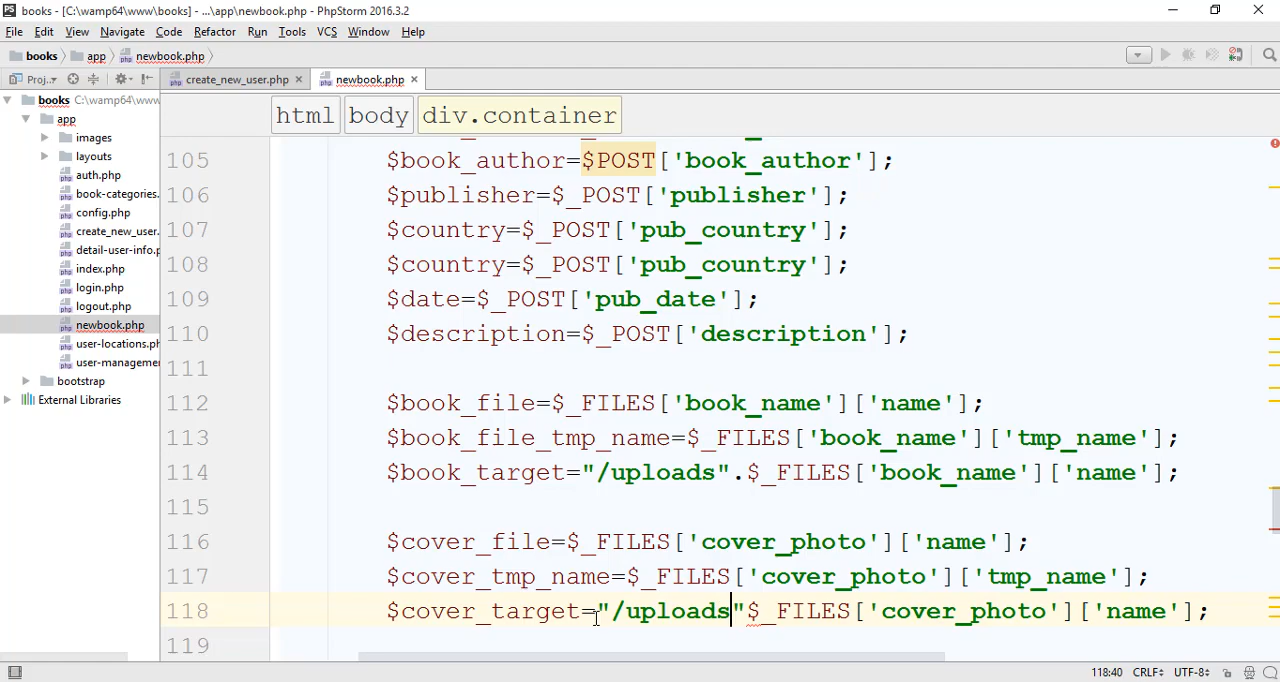 books - [C:\wamp64\www\books] - ...\app\newbook.php - PhpStorm 2016.3.2
File Edit View Navigate Code Refactor Run Tools Window Help
books app newbook.php
Proj... create_new_user.php newbook.php
books C:\wamp64\www
app
images
layouts
auth.php
book-categories.
config.php
create_new_user.
detail-user-info.p
index.php
login.php
logout.php
newbook.php
user-locations.ph
user-manageme
bootstrap
External Libraries
html body div.container
105 $book_author=$POST['book_author'];
106 $publisher=$_POST['publisher'];
107 $country=$_POST['pub_country'];
108 $country=$_POST['pub_country'];
109 $date=$_POST['pub_date'];
110 $description=$_POST['description'];
111
112 $book_file=$_FILES['book_name']['name'];
113 $book_file_tmp_name=$_FILES['book_name']['tmp_name'];
114 $book_target="/uploads".$_FILES['book_name']['name'];
115
116 $cover_file=$_FILES['cover_photo']['name'];
117 $cover_tmp_name=$_FILES['cover_photo']['tmp_name'];
118 $cover_target="/uploads"$_FILES['cover_photo']['name'];
119
118:40 CRLF UTF-8